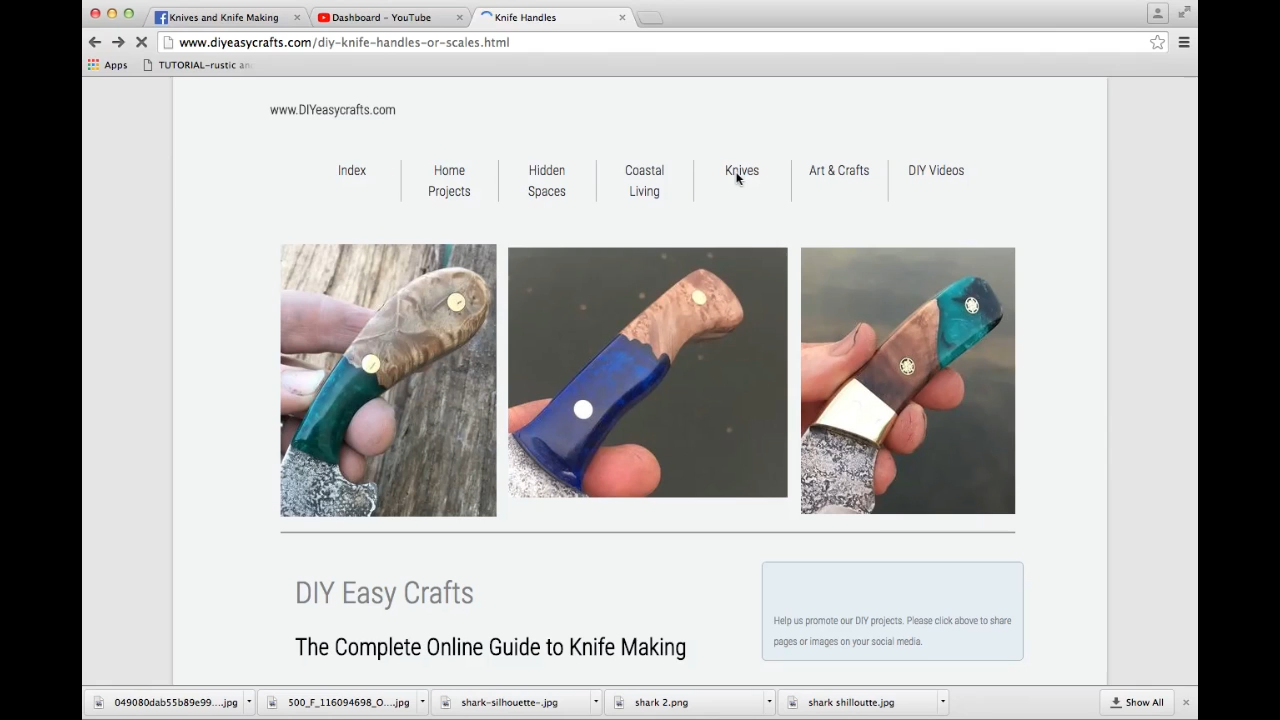 Knives and Knife Making
Dashboard - YouTube
Knife Handles
www.diyeasycrafts.com/diy-knife-handles-or-scales.html
Apps
TUTORIAL-rustic an
www.DIYeasycrafts.com
Index
Home
Projects
Hidden
Spaces
Coastal
Living
Knives
Art & Crafts
DIY Videos
DIY Easy Crafts
The Complete Online Guide to Knife Making
Help us promote our DIY projects. Please click above to share
pages or images on your social media.
049080dab55b89e99....jpg
500_F_116094698_O....jpg
shark-silhouette-.jpg
shark 2.png
shark shilloutte.jpg
Show All